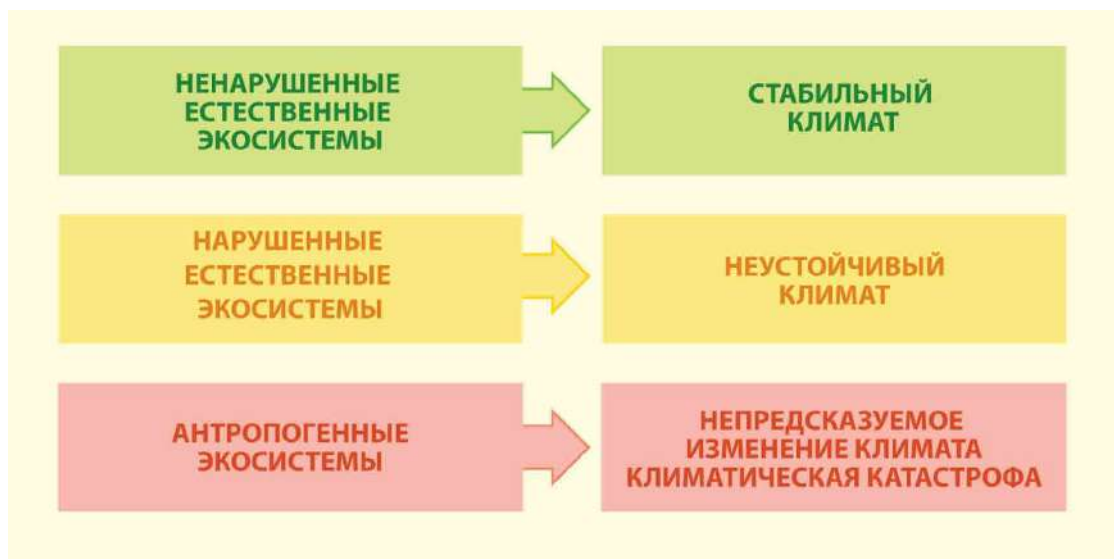 НЕНАРУШЕННЫЕ
ЕСТЕСТВЕННЫЕ
ЭКОСИСТЕМЫ
СТАБИЛЬНЫЙ
КЛИМАТ
НАРУШЕННЫЕ
ЕСТЕСТВЕННЫЕ
ЭКОСИСТЕМЫ
НЕУСТОЙЧИВЫЙ
КЛИМАТ
АНТРОПОГЕННЫЕ
ЭКОСИСТЕМЫ
НЕПРЕДСКАЗУЕМОЕ
ИЗМЕНЕНИЕ КЛИМАТА
КЛИМАТИЧЕСКАЯ КАТАСТРОФА